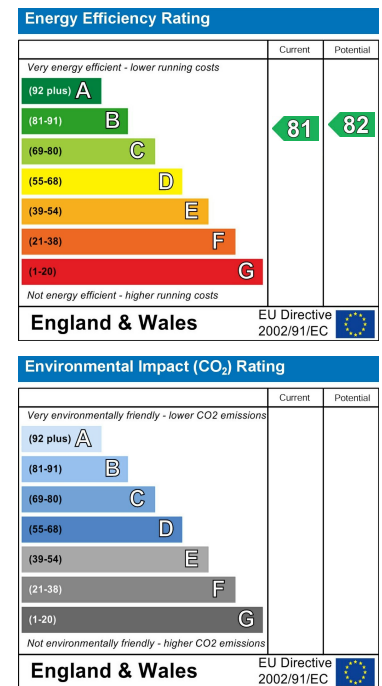 Energy Efficiency Rating
Current Potential
Very energy efficient - lower running costs
(92 plus) A
(81-91) B
81 82
(69-80) C
(55-68) D
(39-54) E
(21-38) F
(1-20) G
Not energy efficient - higher running costs
England & Wales
EU Directive
2002/91/EC
Environmental Impact (CO₂) Rating
Current Potential
Very environmentally friendly - lower CO2 emissions
(92 plus) A
(81-91) B
(69-80) C
(55-68) D
(39-54) E
(21-38) F
(1-20) G
Not environmentally friendly - higher CO2 emissions
England & Wales
EU Directive
2002/91/EC